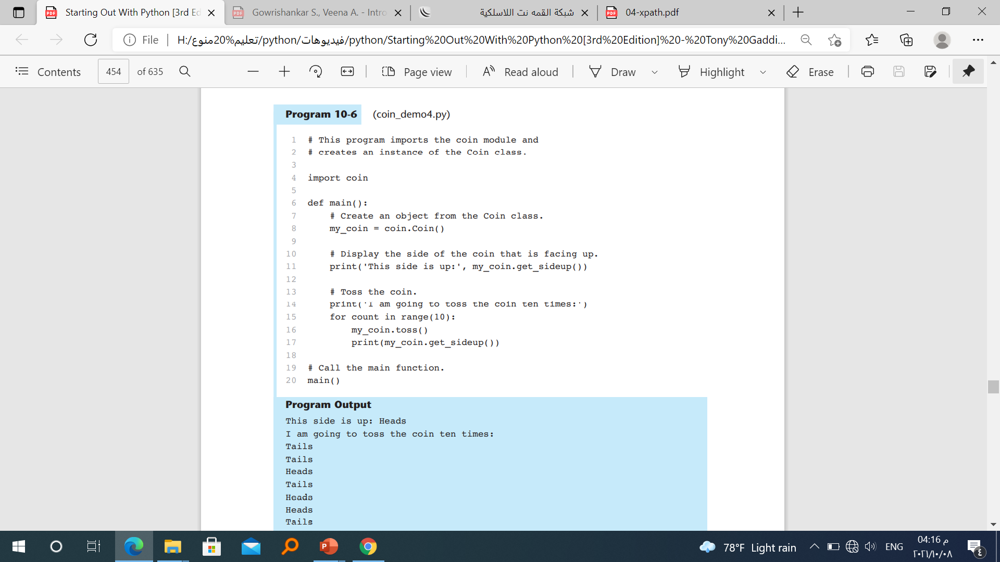 Starting Out With Python [3rd Ed
Gowrishankar S., Veena A. - Intro
شبكة القمه نت اللاسلكية
04-xpath.pdf
File
H:/تعليم%20منوع/python/فيديوهات/python/Starting%20Out%20With%20Python%20[3rd%20Edition]%20-%20Tony%20Gaddi...
Contents
454
of 635
Page view
Read aloud
Draw
Highlight
Erase
Program 10-6 (coin_demo4.py)
1 # This program imports the coin module and
2 # creates an instance of the Coin class.
3
4 import coin
5
6 def main():
7 # Create an object from the Coin class.
8 my_coin = coin.Coin()
9
10 # Display the side of the coin that is facing up.
11 print('This side is up:', my_coin.get_sideup())
12
13 # Toss the coin.
14 print('I am going to toss the coin ten times:')
15 for count in range(10):
16 my_coin.toss()
17 print(my_coin.get_sideup())
18
19 # Call the main function.
20 main()
Program Output
This side is up: Heads
I am going to toss the coin ten times:
Tails
Tails
Heads
Tails
Heads
Heads
Tails
78°F Light rain
ENG
04:16 م
٢٠٢١/١٠/٠٨
٤